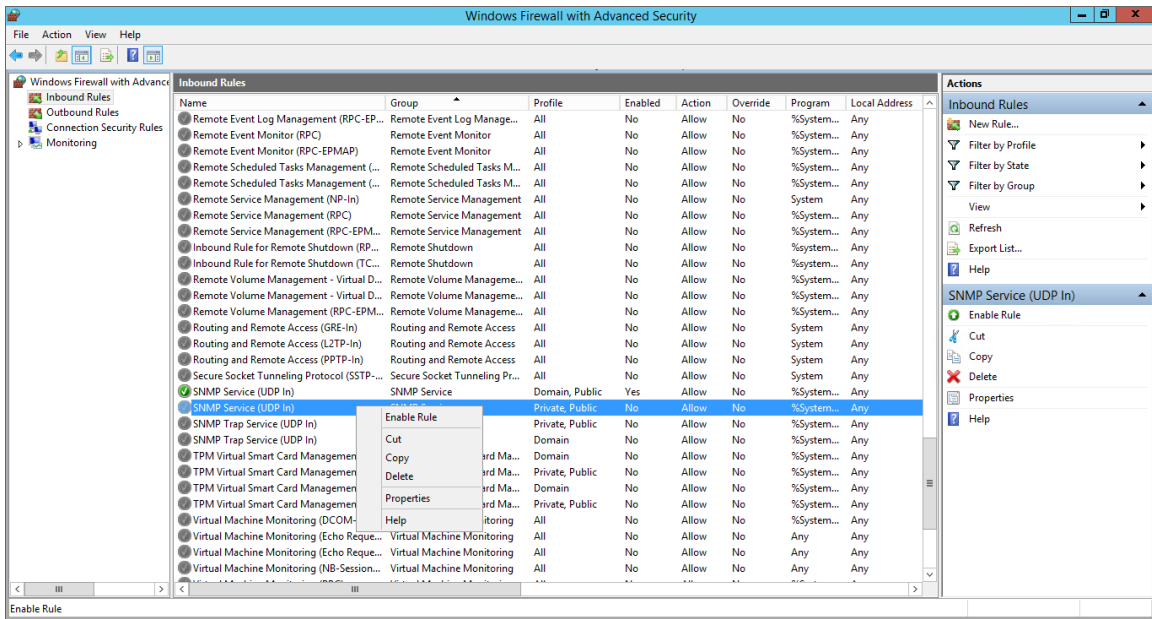 Windows Firewall with Advanced Security
File Action View Help
Windows Firewall with Advance
Inbound Rules
Outbound Rules
Connection Security Rules
Monitoring
Inbound Rules
Name Group Profile Enabled Action Override Program Local Address
Remote Event Log Management (RPC-EP... Remote Event Log Manage... All No Allow No %System... Any
Remote Event Monitor (RPC) Remote Event Monitor All No Allow No %System... Any
Remote Event Monitor (RPC-EPMAP) Remote Event Monitor All No Allow No %System... Any
Remote Scheduled Tasks Management (... Remote Scheduled Tasks M... All No Allow No %System... Any
Remote Scheduled Tasks Management (... Remote Scheduled Tasks M... All No Allow No %System... Any
Remote Service Management (NP-In) Remote Service Management All No Allow No System Any
Remote Service Management (RPC) Remote Service Management All No Allow No %System... Any
Remote Service Management (RPC-EPM... Remote Service Management All No Allow No %System... Any
Inbound Rule for Remote Shutdown (RP... Remote Shutdown All No Allow No %system... Any
Inbound Rule for Remote Shutdown (TC... Remote Shutdown All No Allow No %system... Any
Remote Volume Management - Virtual D... Remote Volume Manageme... All No Allow No %System... Any
Remote Volume Management - Virtual D... Remote Volume Manageme... All No Allow No %System... Any
Remote Volume Management (RPC-EPM... Remote Volume Manageme... All No Allow No %System... Any
Routing and Remote Access (GRE-In) Routing and Remote Access All No Allow No System Any
Routing and Remote Access (L2TP-In) Routing and Remote Access All No Allow No System Any
Routing and Remote Access (PPTP-In) Routing and Remote Access All No Allow No System Any
Secure Socket Tunneling Protocol (SSTP-... Secure Socket Tunneling Pr... All No Allow No System Any
SNMP Service (UDP In) SNMP Service Domain, Public Yes Allow No %System... Any
SNMP Service (UDP In) Private, Public No Allow No %System... Any
SNMP Trap Service (UDP In) Private, Public No Allow No %System... Any
SNMP Trap Service (UDP In) Domain No Allow No %System... Any
TPM Virtual Smart Card Managemen rd Ma... Domain No Allow No %System... Any
TPM Virtual Smart Card Managemen rd Ma... Private, Public No Allow No %System... Any
TPM Virtual Smart Card Managemen rd Ma... Domain No Allow No %System... Any
TPM Virtual Smart Card Managemen rd Ma... Private, Public No Allow No %System... Any
Virtual Machine Monitoring (DCOM- itoring All No Allow No %System... Any
Virtual Machine Monitoring (Echo Reque... Virtual Machine Monitoring All No Allow No Any Any
Virtual Machine Monitoring (Echo Reque... Virtual Machine Monitoring All No Allow No Any Any
Virtual Machine Monitoring (NB-Session... Virtual Machine Monitoring All No Allow No Any Any
Enable Rule
Cut
Copy
Delete
Properties
Help
Actions
Inbound Rules
New Rule...
Filter by Profile
Filter by State
Filter by Group
View
Refresh
Export List...
Help
SNMP Service (UDP In)
Enable Rule
Cut
Copy
Delete
Properties
Help
Enable Rule